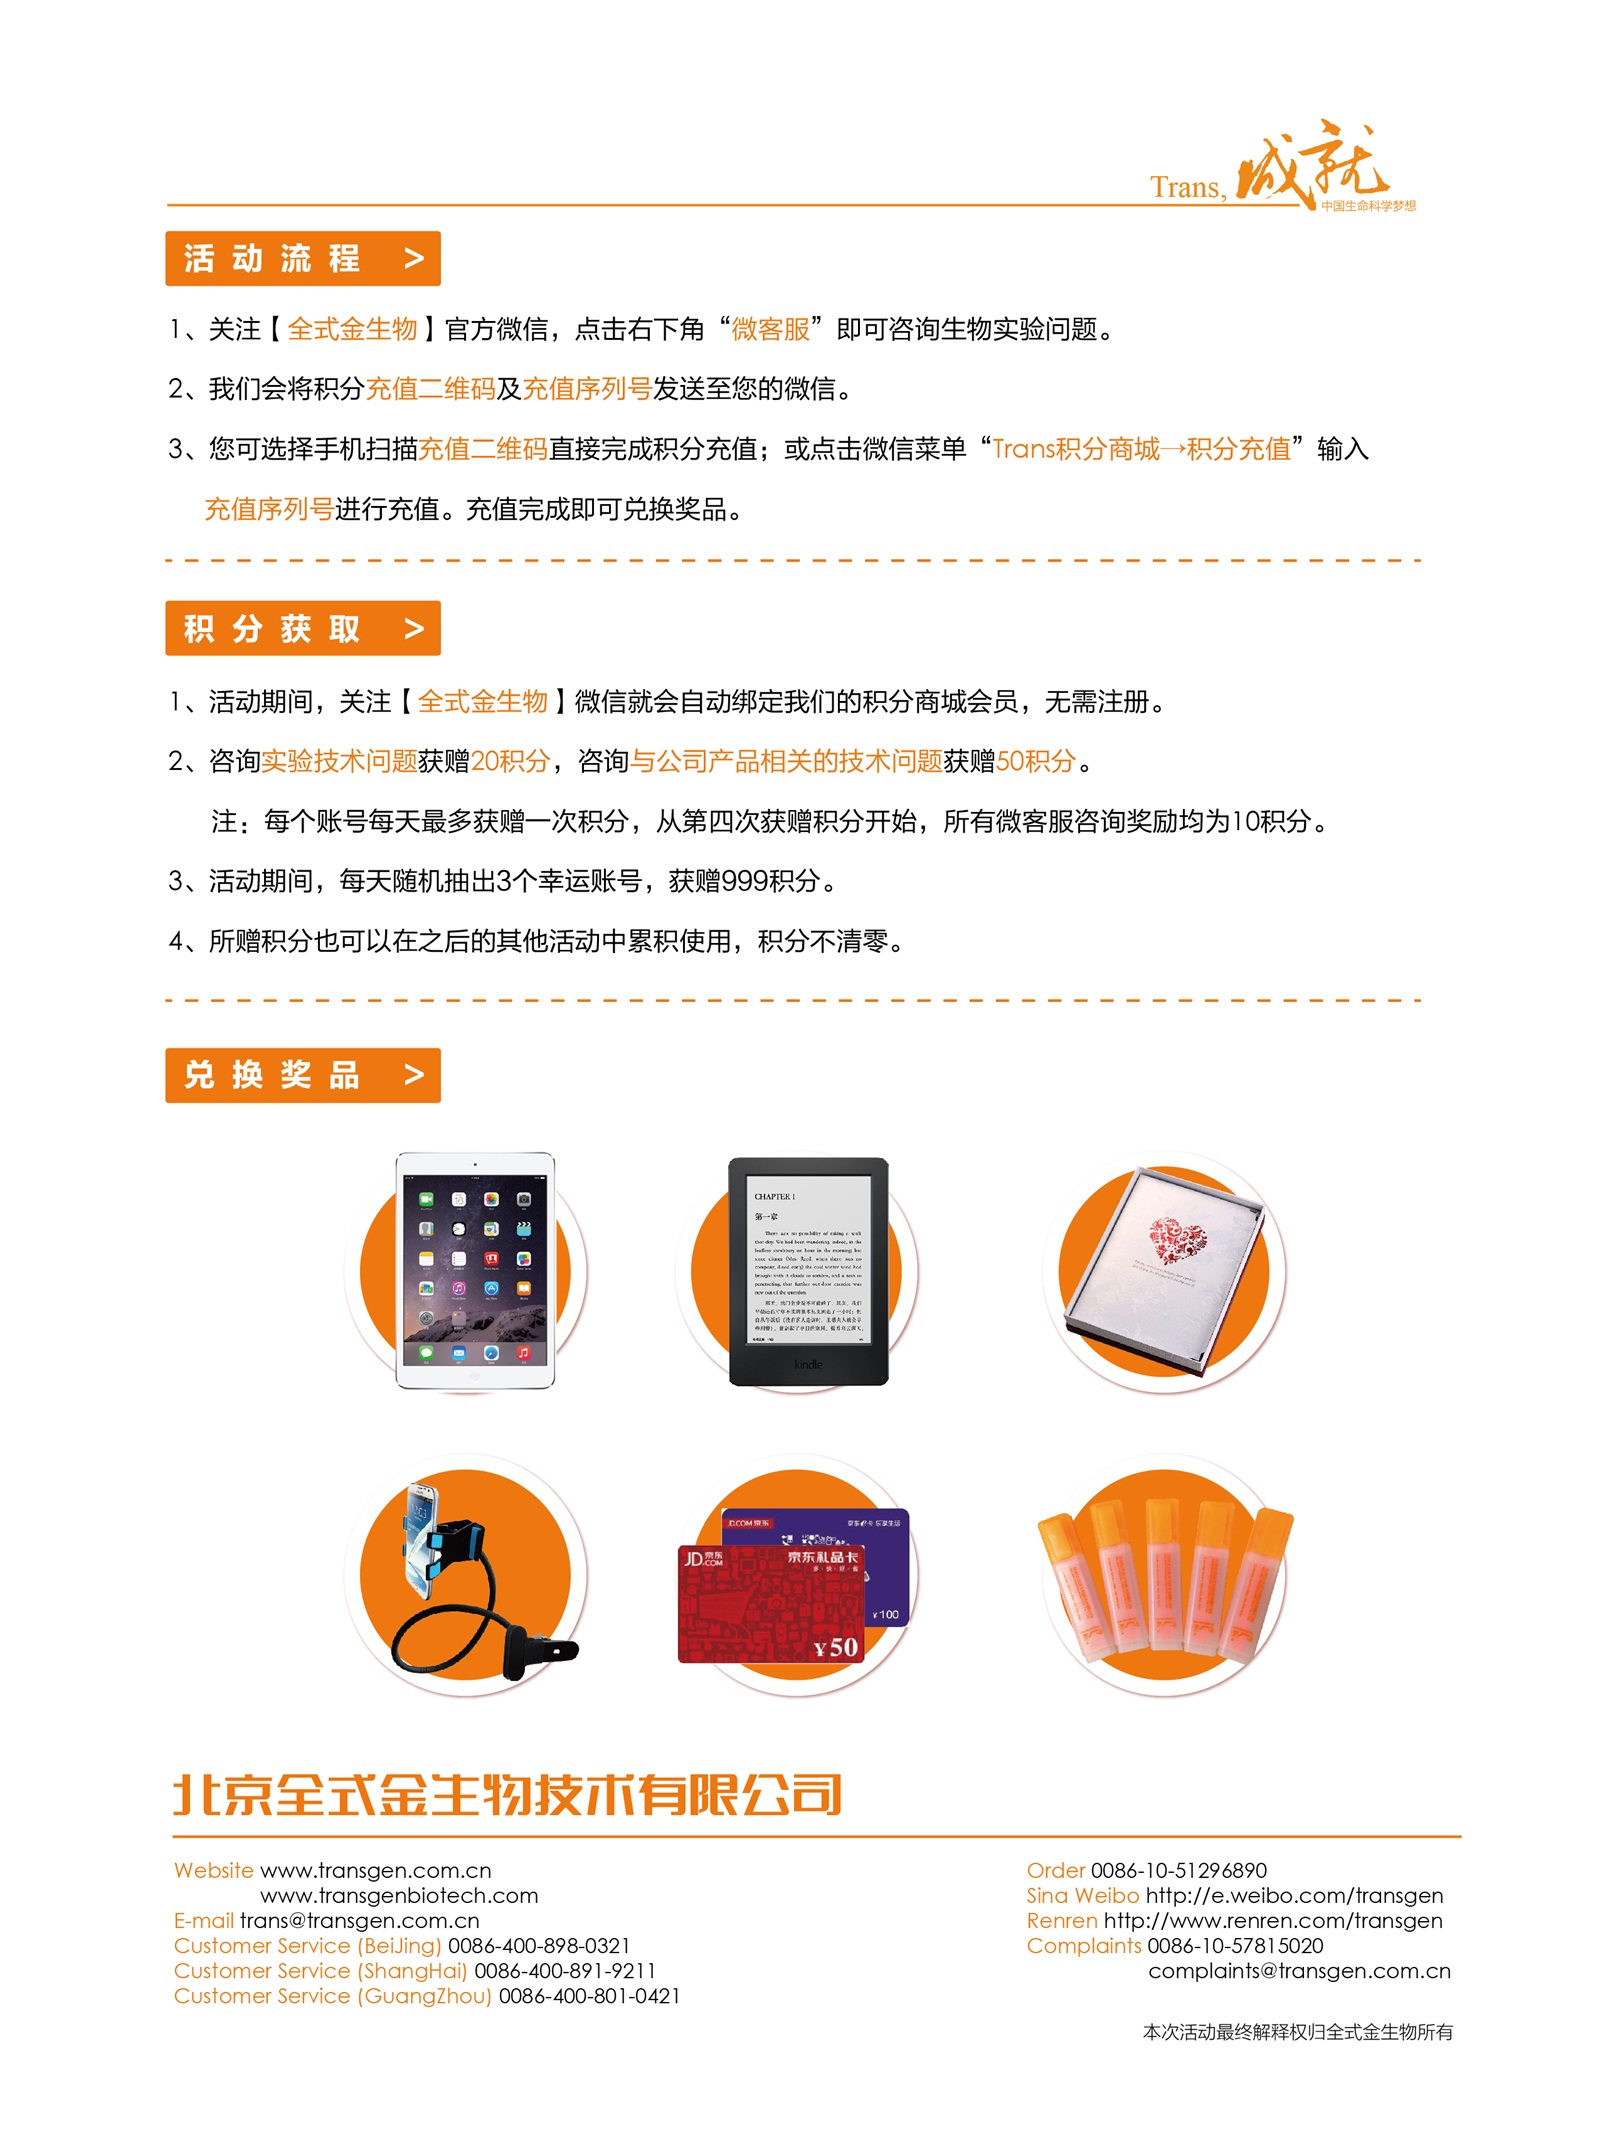 Trans,成就
中国生命科学梦想
活动流程 >
1、关注【全式金生物】官方微信，点击右下角“微客服”即可咨询生物实验问题。
2、我们会将积分充值二维码及充值序列号发送至您的微信。
3、您可选择手机扫描充值二维码直接完成积分充值；或点击微信菜单“Trans积分商城→积分充值”输入
充值序列号进行充值。充值完成即可兑换奖品。
积分获取 >
1、活动期间，关注【全式金生物】微信就会自动绑定我们的积分商城会员，无需注册。
2、咨询实验技术问题获赠20积分，咨询与公司产品相关的技术问题获赠50积分。
注：每个账号每天最多获赠一次积分，从第四次获赠积分开始，所有微客服咨询奖励均为10积分。
3、活动期间，每天随机抽出3个幸运账号，获赠999积分。
4、所赠积分也可以在之后的其他活动中累积使用，积分不清零。
兑换奖品 >
CHAPTER I
第一章
kindle
JD.COM 京东
JD京东
.COM
京东礼品卡
多·快·好·省
¥100
¥50
北京全式金生物技术有限公司
Website www.transgen.com.cn
www.transgenbiotech.com
E-mail trans@transgen.com.cn
Customer Service (BeiJing) 0086-400-898-0321
Customer Service (ShangHai) 0086-400-891-9211
Customer Service (GuangZhou) 0086-400-801-0421
Order 0086-10-51296890
Sina Weibo http://e.weibo.com/transgen
Renren http://www.renren.com/transgen
Complaints 0086-10-57815020
complaints@transgen.com.cn
本次活动最终解释权归全式金生物所有